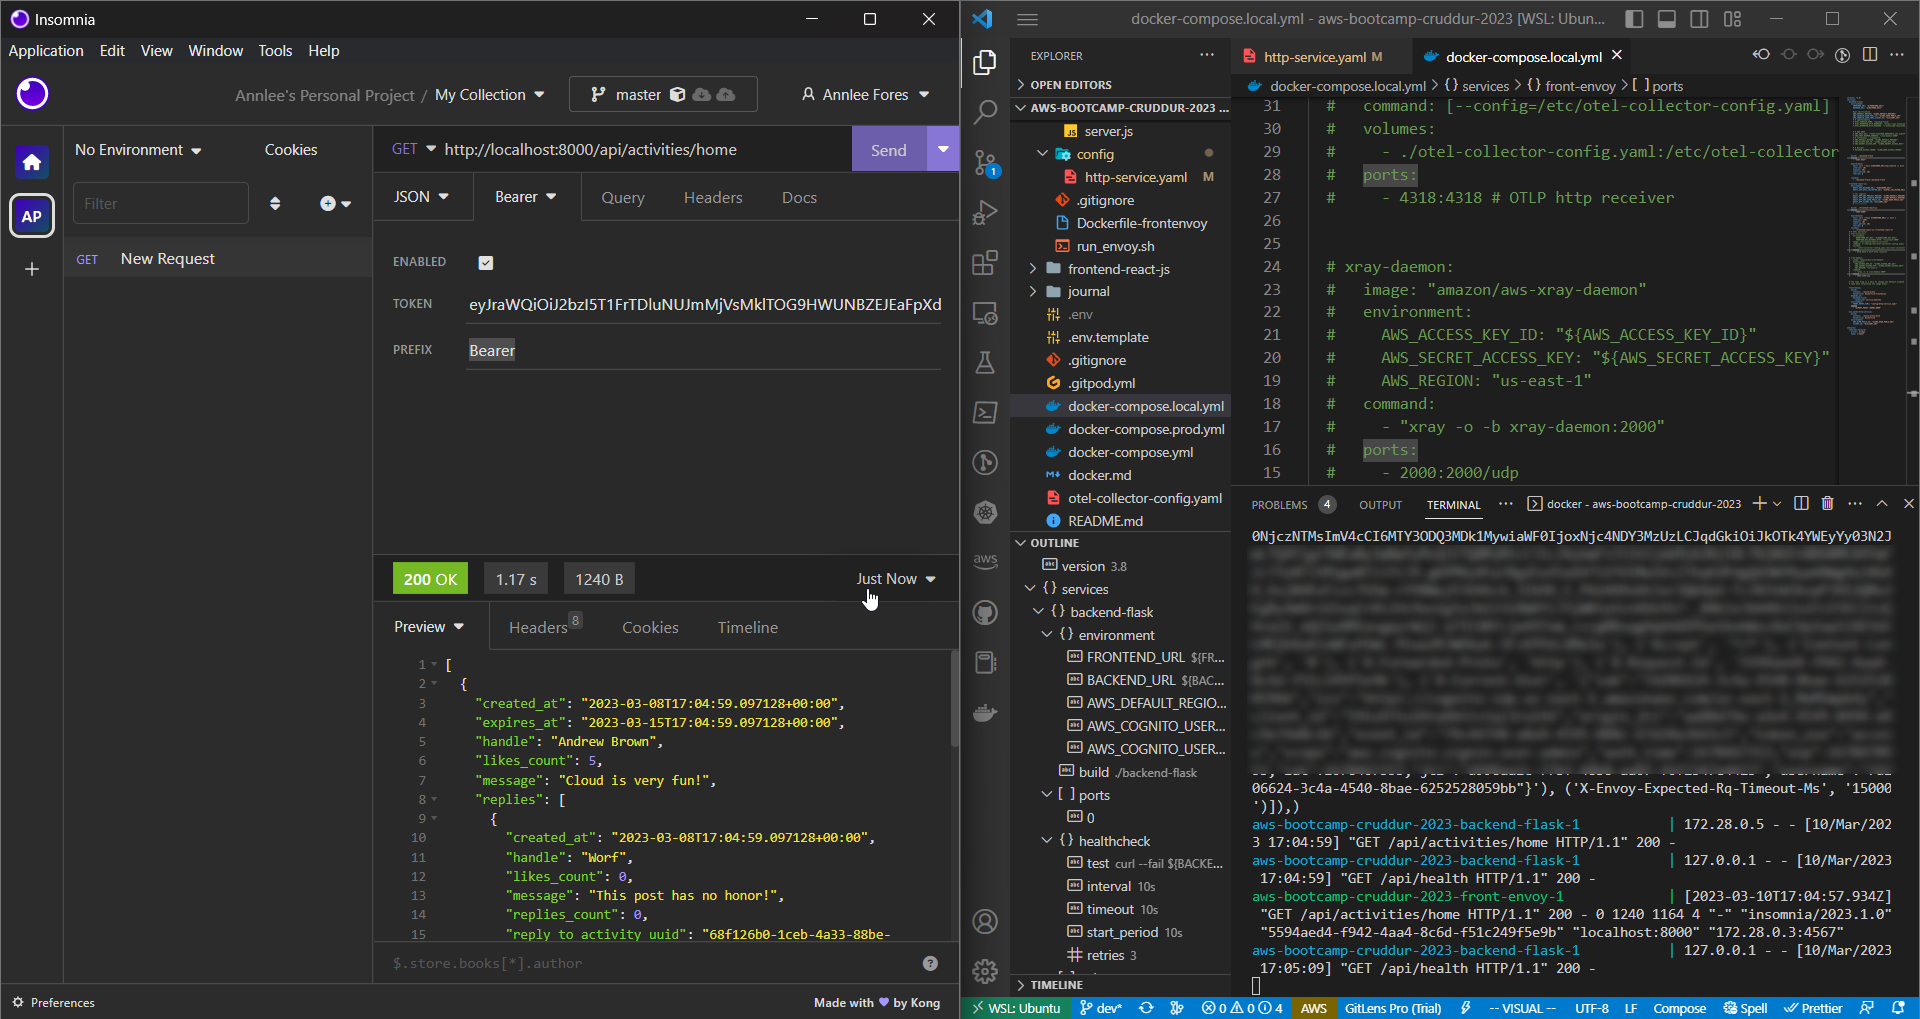 Insomnia
Application Edit View Window Tools Help
Annlee's Personal Project / My Collection
master
Annlee Fores
AP
No Environment
Cookies
Filter
GET New Request
GET http://localhost:8000/api/activities/home
Send
JSON
Bearer
Query
Headers
Docs
ENABLED
TOKEN
eyJraWQiOiJ2bzI5T1FrTDluNUJmMjVsMklTOG9HWUNBZEJEaFpXd
PREFIX
Bearer
200 OK
1.17 s
1240 B
Just Now
Preview
Headers 8
Cookies
Timeline
1 [
2 {
3 "created_at": "2023-03-08T17:04:59.097128+00:00",
4 "expires_at": "2023-03-15T17:04:59.097128+00:00",
5 "handle": "Andrew Brown",
6 "likes_count": 5,
7 "message": "Cloud is very fun!",
8 "replies": [
9 {
10 "created_at": "2023-03-08T17:04:59.097128+00:00",
11 "handle": "Worf",
12 "likes_count": 0,
13 "message": "This post has no honor!",
14 "replies_count": 0,
15 "reply_to_activity_uuid": "68f126b0-1ceb-4a33-88be-
$.store.books[*].author
Preferences
Made with ♥ by Kong
docker-compose.local.yml - aws-bootcamp-cruddur-2023 [WSL: Ubun...
EXPLORER
OPEN EDITORS
AWS-BOOTCAMP-CRUDDUR-2023 ...
server.js
config
http-service.yaml M
.gitignore
Dockerfile-frontenvoy
run_envoy.sh
frontend-react-js
journal
.env
.env.template
.gitignore
.gitpod.yml
docker-compose.local.yml
docker-compose.prod.yml
docker-compose.yml
docker.md
otel-collector-config.yaml
README.md
OUTLINE
version 3.8
services
backend-flask
environment
FRONTEND_URL ${FR...
BACKEND_URL ${BAC...
AWS_DEFAULT_REGIO...
AWS_COGNITO_USER...
AWS_COGNITO_USER...
build ./backend-flask
ports
0
healthcheck
test curl --fail ${BACKE...
interval 10s
timeout 10s
start_period 10s
retries 3
TIMELINE
http-service.yaml M
docker-compose.local.yml
docker-compose.local.yml > {} services > {} front-envoy > [ ] ports
31 # command: [--config=/etc/otel-collector-config.yaml]
30 # volumes:
29 # - ./otel-collector-config.yaml:/etc/otel-collector
28 # ports:
27 # - 4318:4318 # OTLP http receiver
26
25
24 # xray-daemon:
23 # image: "amazon/aws-xray-daemon"
22 # environment:
21 # AWS_ACCESS_KEY_ID: "${AWS_ACCESS_KEY_ID}"
20 # AWS_SECRET_ACCESS_KEY: "${AWS_SECRET_ACCESS_KEY}"
19 # AWS_REGION: "us-east-1"
18 # command:
17 # - "xray -o -b xray-daemon:2000"
16 # ports:
15 # - 2000:2000/udp
PROBLEMS 4
OUTPUT
TERMINAL
docker - aws-bootcamp-cruddur-2023
0NjczNTMsImV4cCI6MTY3ODQ3MDk1MywiaWF0IjoxNjc4NDY3MzUzLCJqdGkiOiJkOTk4YWEyYy03N2J
06624-3c4a-4540-8bae-6252528059bb"}'), ('X-Envoy-Expected-Rq-Timeout-Ms', '15000
')]),)
aws-bootcamp-cruddur-2023-backend-flask-1 | 172.28.0.5 - - [10/Mar/202
3 17:04:59] "GET /api/activities/home HTTP/1.1" 200 -
aws-bootcamp-cruddur-2023-backend-flask-1 | 127.0.0.1 - - [10/Mar/2023
17:04:59] "GET /api/health HTTP/1.1" 200 -
aws-bootcamp-cruddur-2023-front-envoy-1 | [2023-03-10T17:04:57.934Z]
"GET /api/activities/home HTTP/1.1" 200 - 0 1240 1164 4 "-" "insomnia/2023.1.0"
"5594aed4-f942-4aa4-8c6d-f51c249f5e9b" "localhost:8000" "172.28.0.3:4567"
aws-bootcamp-cruddur-2023-backend-flask-1 | 127.0.0.1 - - [10/Mar/2023
17:05:09] "GET /api/health HTTP/1.1" 200 -
WSL: Ubuntu
dev*
0 0 4
AWS
GitLens Pro (Trial)
-- VISUAL --
UTF-8
LF
Compose
Spell
Prettier
1
aws